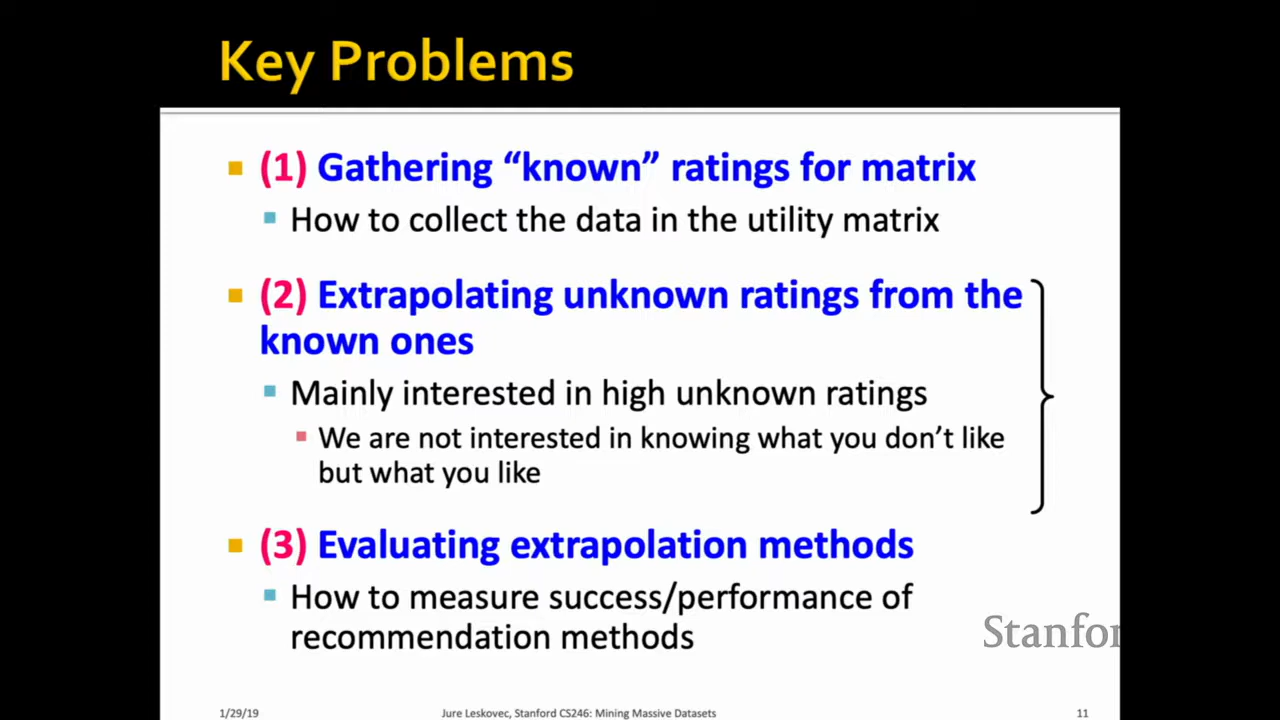 Key Problems
(1) Gathering “known” ratings for matrix
How to collect the data in the utility matrix
(2) Extrapolating unknown ratings from the
known ones
Mainly interested in high unknown ratings
We are not interested in knowing what you don’t like
but what you like
(3) Evaluating extrapolation methods
How to measure success/performance of
recommendation methods
Stanfor
1/29/19
Jure Leskovec, Stanford CS246: Mining Massive Datasets
11